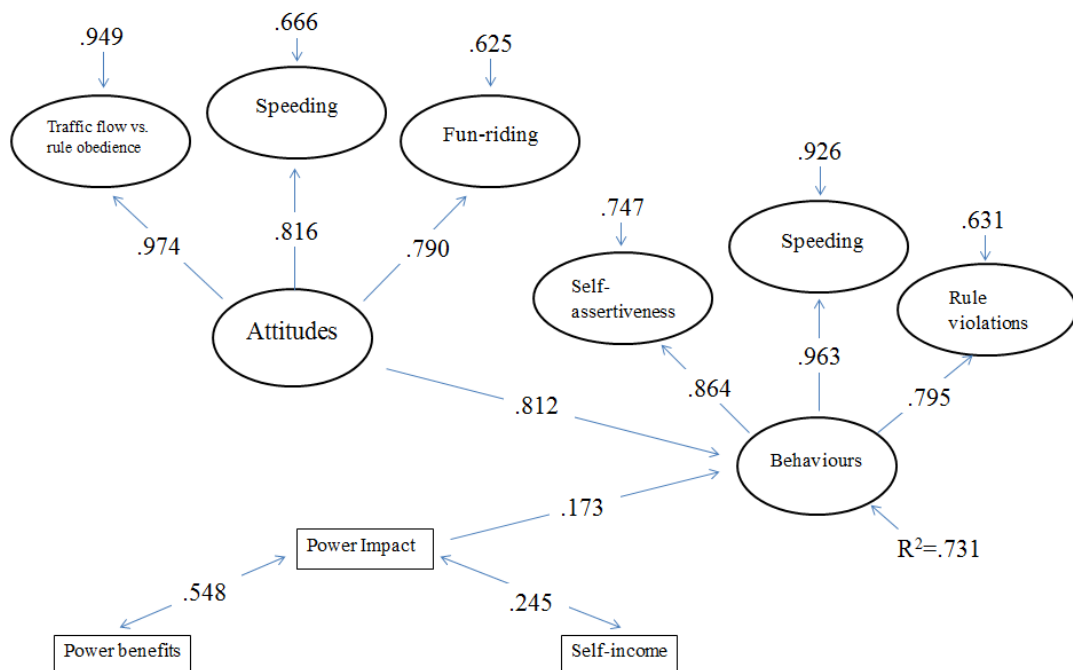 .949
.666
.625
Traffic flow vs.
rule obedience
Speeding
Fun-riding
.974
.816
.790
Attitudes
.747
.926
.631
Self-
assertiveness
Speeding
Rule
violations
.864
.963
.795
.812
Behaviours
.173
R²=.731
Power Impact
.548
.245
Power benefits
Self-income